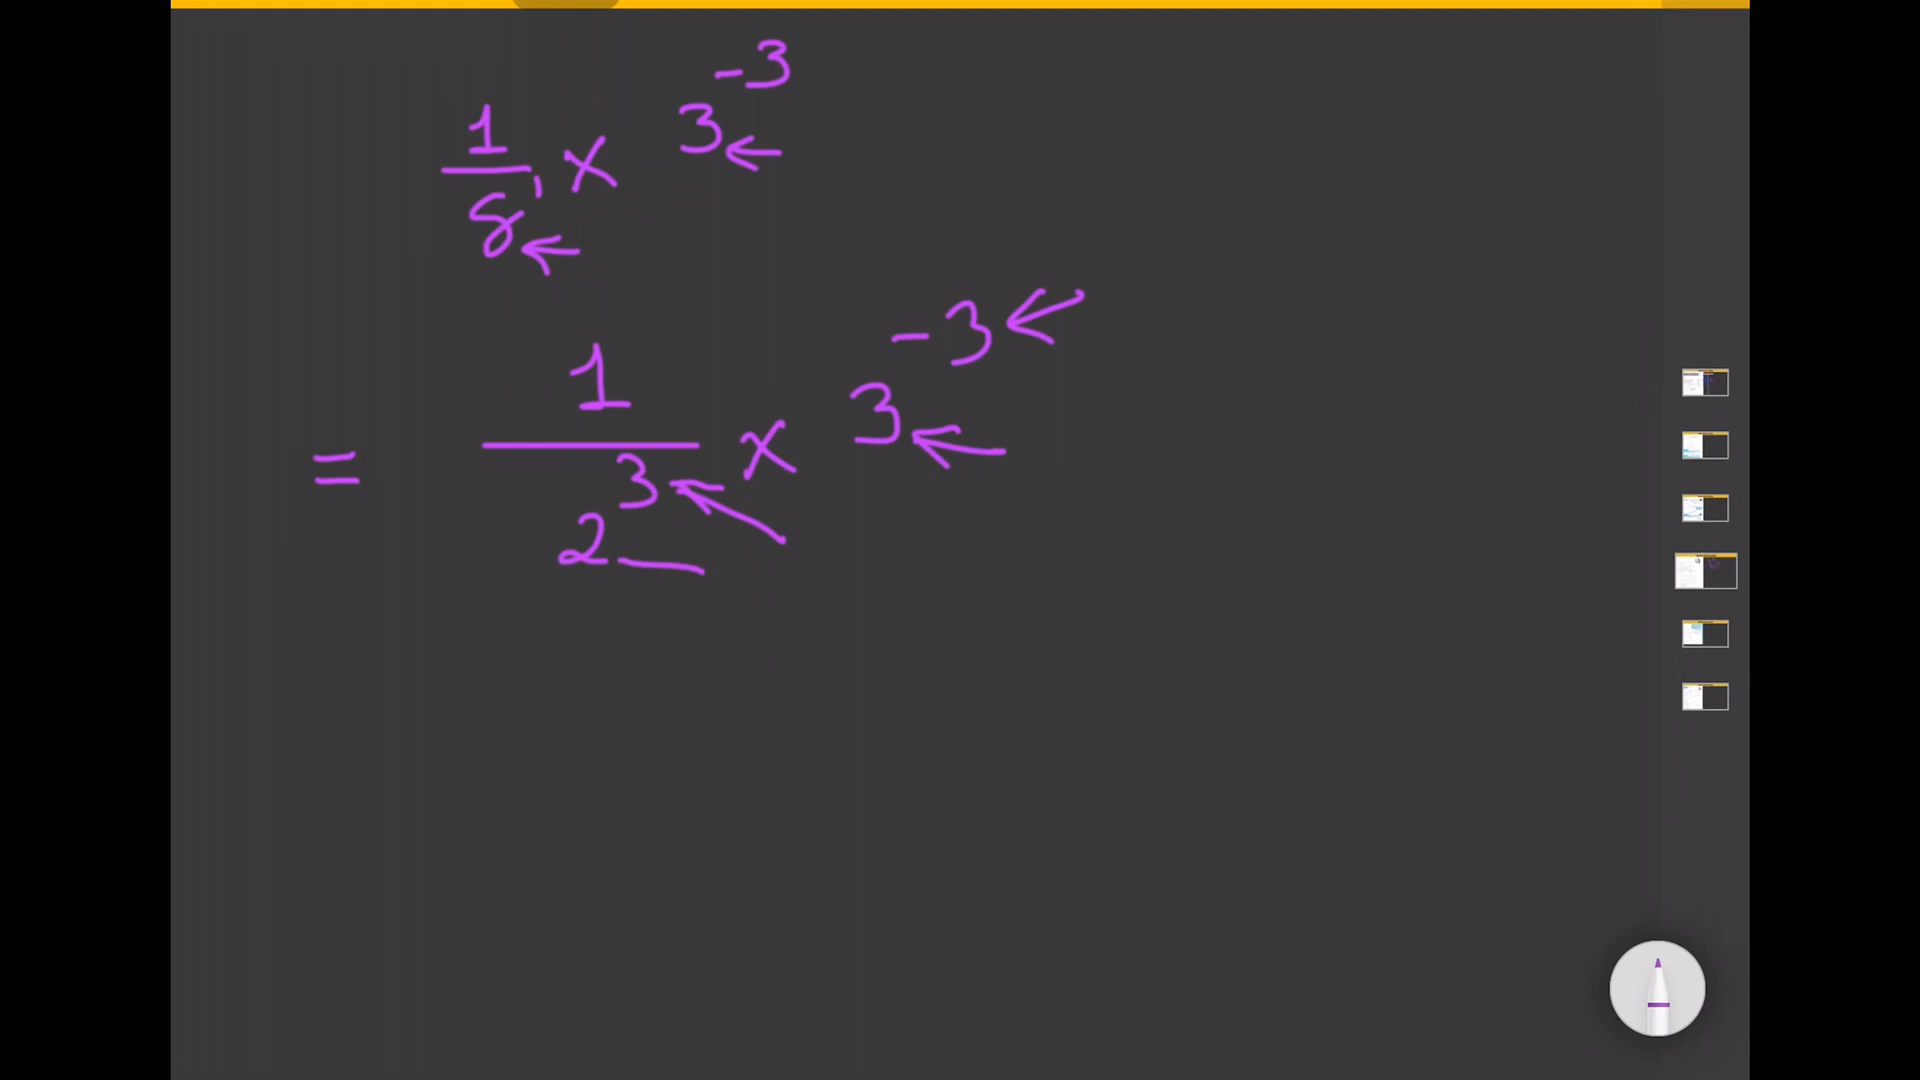 1/8 × 3^-3
= 1/2^3 × 3^-3